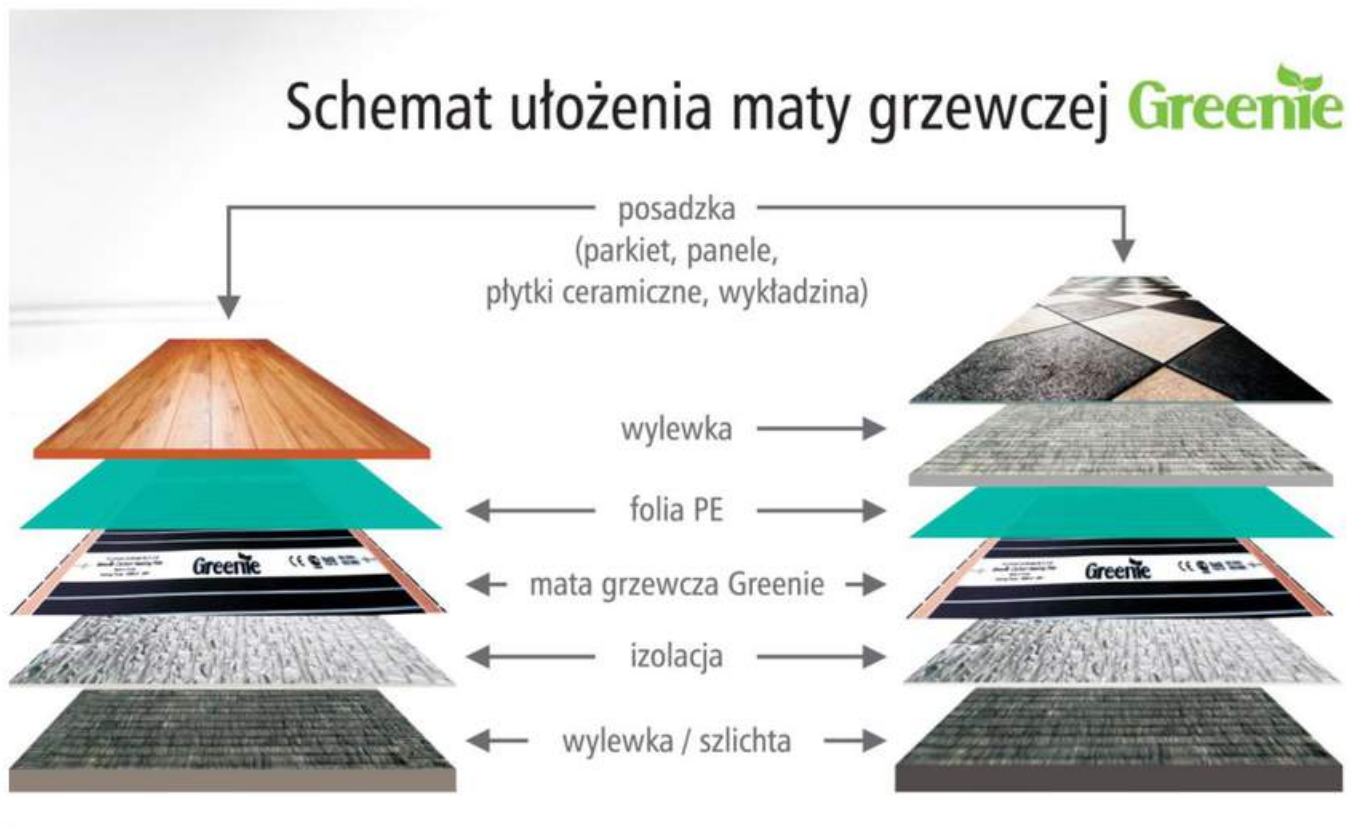 Schemat ułożenia maty grzewczej Greenie
posadzka
(parkiet, panele,
płytki ceramiczne, wykładzina)
wylewka
folia PE
mata grzewcza Greenie
izolacja
wylewka / szlichta
Greenie
Greenie